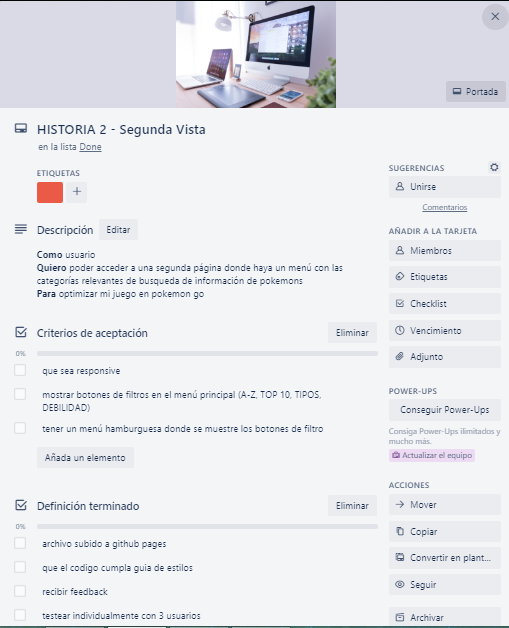 Portada
HISTORIA 2 - Segunda Vista
en la lista Done
ETIQUETAS
Descripción
Editar
Como usuario
Quiero poder acceder a una segunda página donde haya un menú con las
categorías relevantes de busqueda de información de pokemons
Para optimizar mi juego en pokemon go
Criterios de aceptación
Eliminar
0%
que sea responsive
mostrar botones de filtros en el menú principal (A-Z, TOP 10, TIPOS,
DEBILIDAD)
tener un menú hamburguesa donde se muestre los botones de filtro
Añada un elemento
Definición terminado
Eliminar
0%
archivo subido a github pages
que el codigo cumpla guia de estilos
recibir feedback
testear individualmente con 3 usuarios
SUGERENCIAS
Unirse
Comentarios
AÑADIR A LA TARJETA
Miembros
Etiquetas
Checklist
Vencimiento
Adjunto
POWER-UPS
Conseguir Power-Ups
Consiga Power-Ups ilimitados y
mucho más.
Actualizar el equipo
ACCIONES
Mover
Copiar
Convertir en plant...
Seguir
Archivar